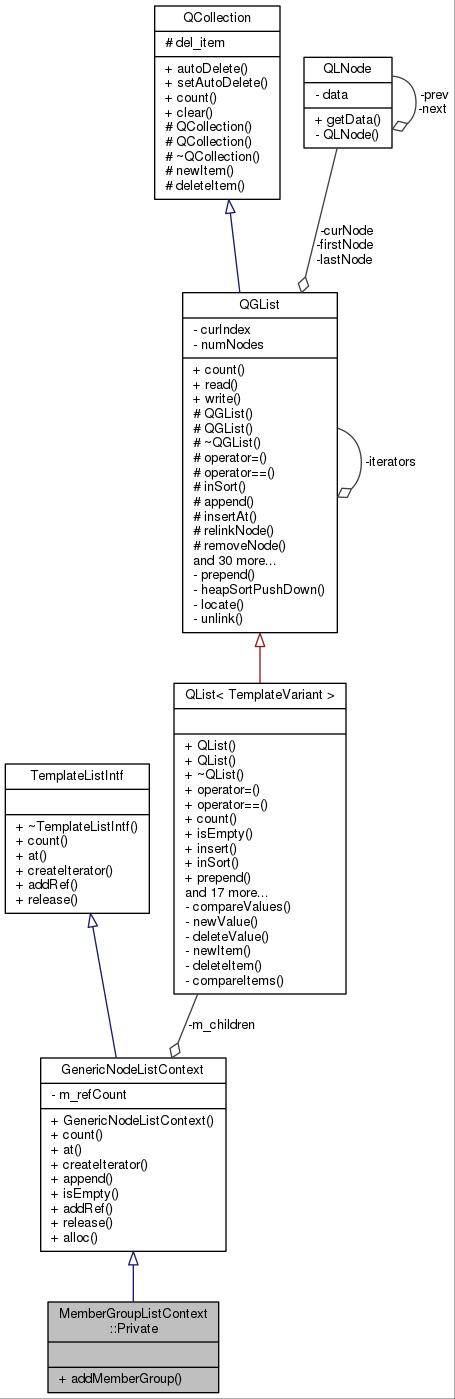 QCollection
# del_item
+ autoDelete()
+ setAutoDelete()
+ count()
+ clear()
# QCollection()
# QCollection()
# ~QCollection()
# newItem()
# deleteItem()
QLNode
- data
+ getData()
- QLNode()
-prev
-next
-curNode
-firstNode
-lastNode
QGList
- curIndex
- numNodes
+ count()
+ read()
+ write()
# QGList()
# QGList()
# ~QGList()
# operator=()
# operator==()
# inSort()
# append()
# insertAt()
# relinkNode()
# removeNode()
and 30 more...
- prepend()
- heapSortPushDown()
- locate()
- unlink()
-iterators
QList< TemplateVariant >
+ QList()
+ QList()
+ ~QList()
+ operator=()
+ operator==()
+ count()
+ isEmpty()
+ insert()
+ inSort()
+ prepend()
and 17 more...
- compareValues()
- newValue()
- deleteValue()
- newItem()
- deleteItem()
- compareItems()
TemplateListIntf
+ ~TemplateListIntf()
+ count()
+ at()
+ createIterator()
+ addRef()
+ release()
-m_children
GenericNodeListContext
- m_refCount
+ GenericNodeListContext()
+ count()
+ at()
+ createIterator()
+ append()
+ isEmpty()
+ addRef()
+ release()
+ alloc()
MemberGroupListContext
::Private
+ addMemberGroup()